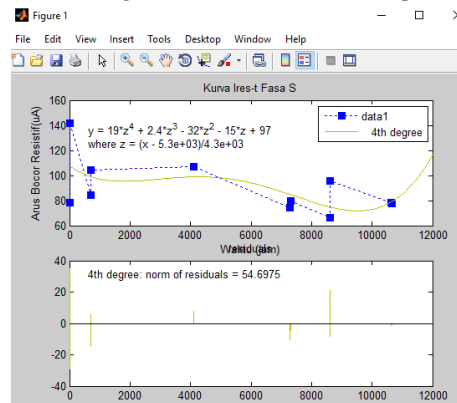 Figure 1
File Edit View Insert Tools Desktop Window Help
Kurva Ires-t Fasa S
Arus Bocor Resistif(uA)
160
140
120
100
80
60
y = 19*z^4 + 2.4*z^3 - 32*z^2 - 15*z + 97
where z = (x - 5.3e+03)/4.3e+03
data1
4th degree
0 2000 4000 6000 8000 10000 12000
40
20
0
-20
-40
4th degree: norm of residuals = 54.6975
0 2000 4000 6000 8000 10000 12000